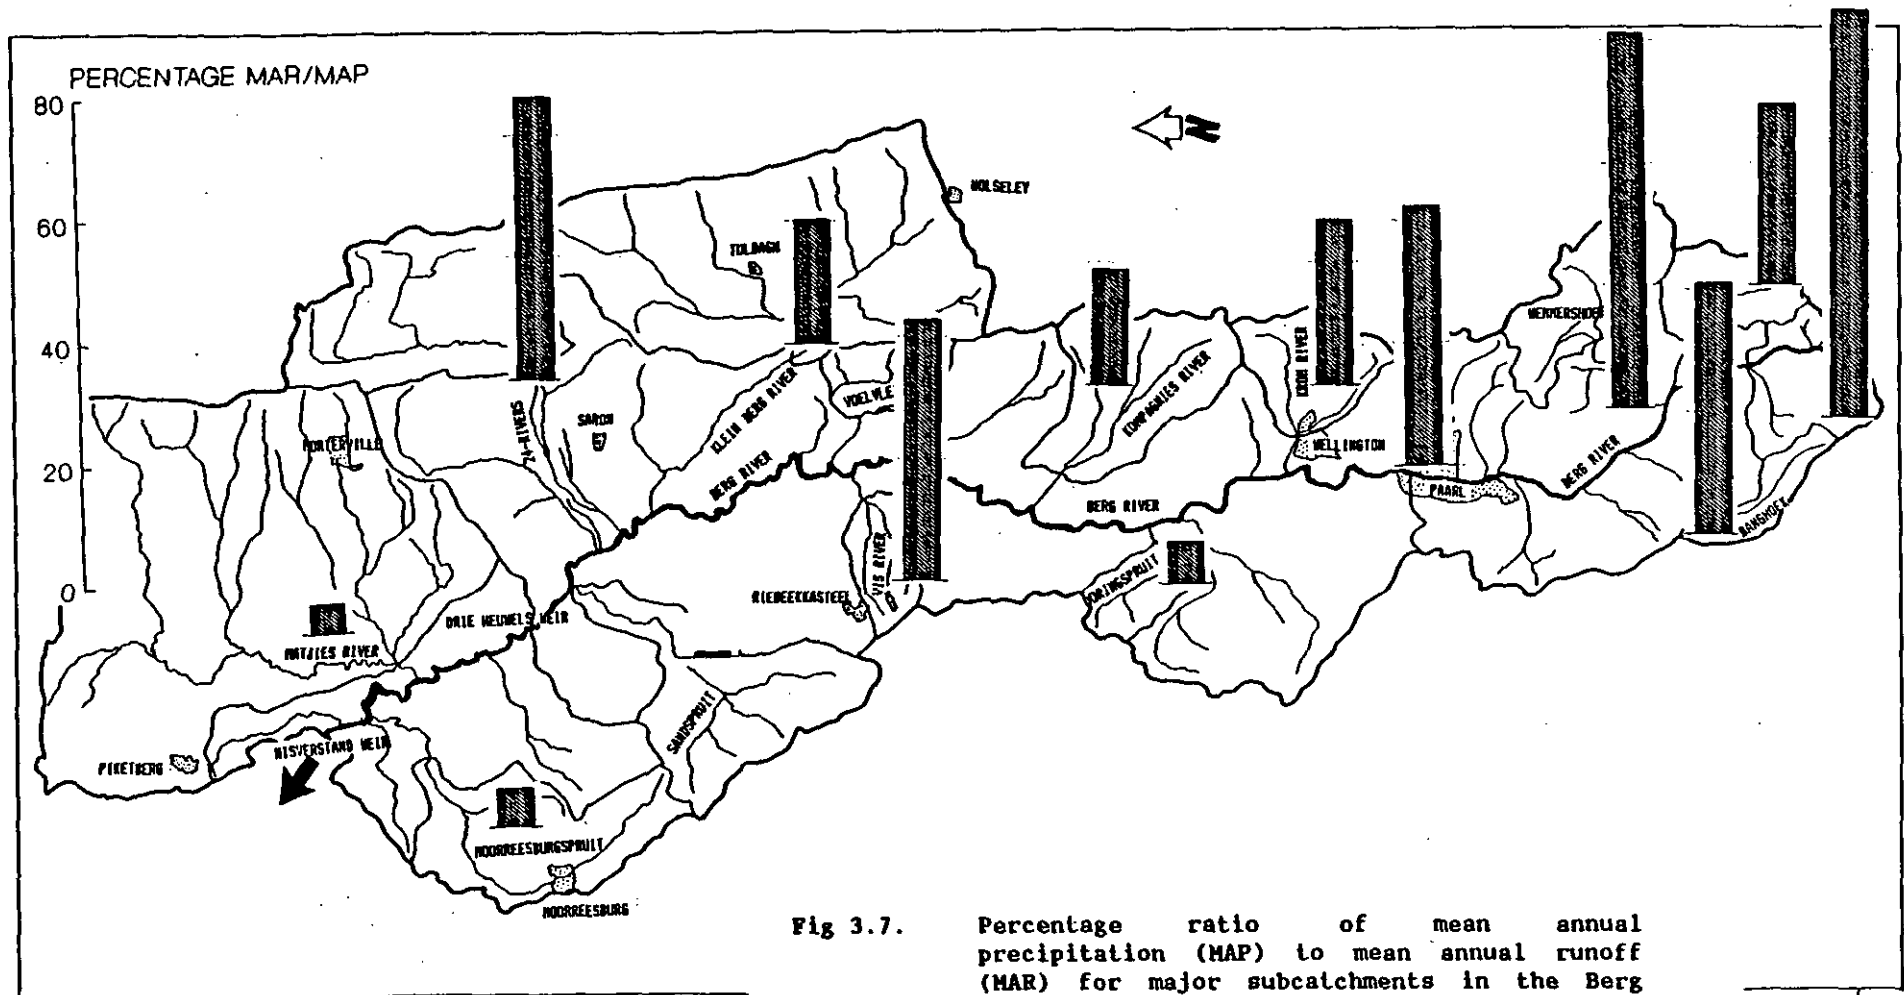 PERCENTAGE MAR/MAP
80
60
40
20
0
N
WOLSELEY
TULBAGH
24-RIVERS
SARON
KLEIN BERG RIVER
BERG RIVER
VOELVLE
PORTERVILLE
KOMPAGNIES RIVER
KROM RIVER
WELLINGTON
WEMMERSHOEK
BERG RIVER
PAARL
BANGHOEK
BERG RIVER
DORINGSPRUIT
VIS RIVER
RIEBEEKKASTEEL
DRIE HEUWELS WEIR
MATJIES RIVER
SANDSPRUIT
MISVERSTAND WEIR
PIKETBERG
MOORREESBURGSPRUIT
MOORREESBURG
Fig 3.7. Percentage ratio of mean annual
precipitation (MAP) to mean annual runoff
(MAR) for major subcatchments in the Berg